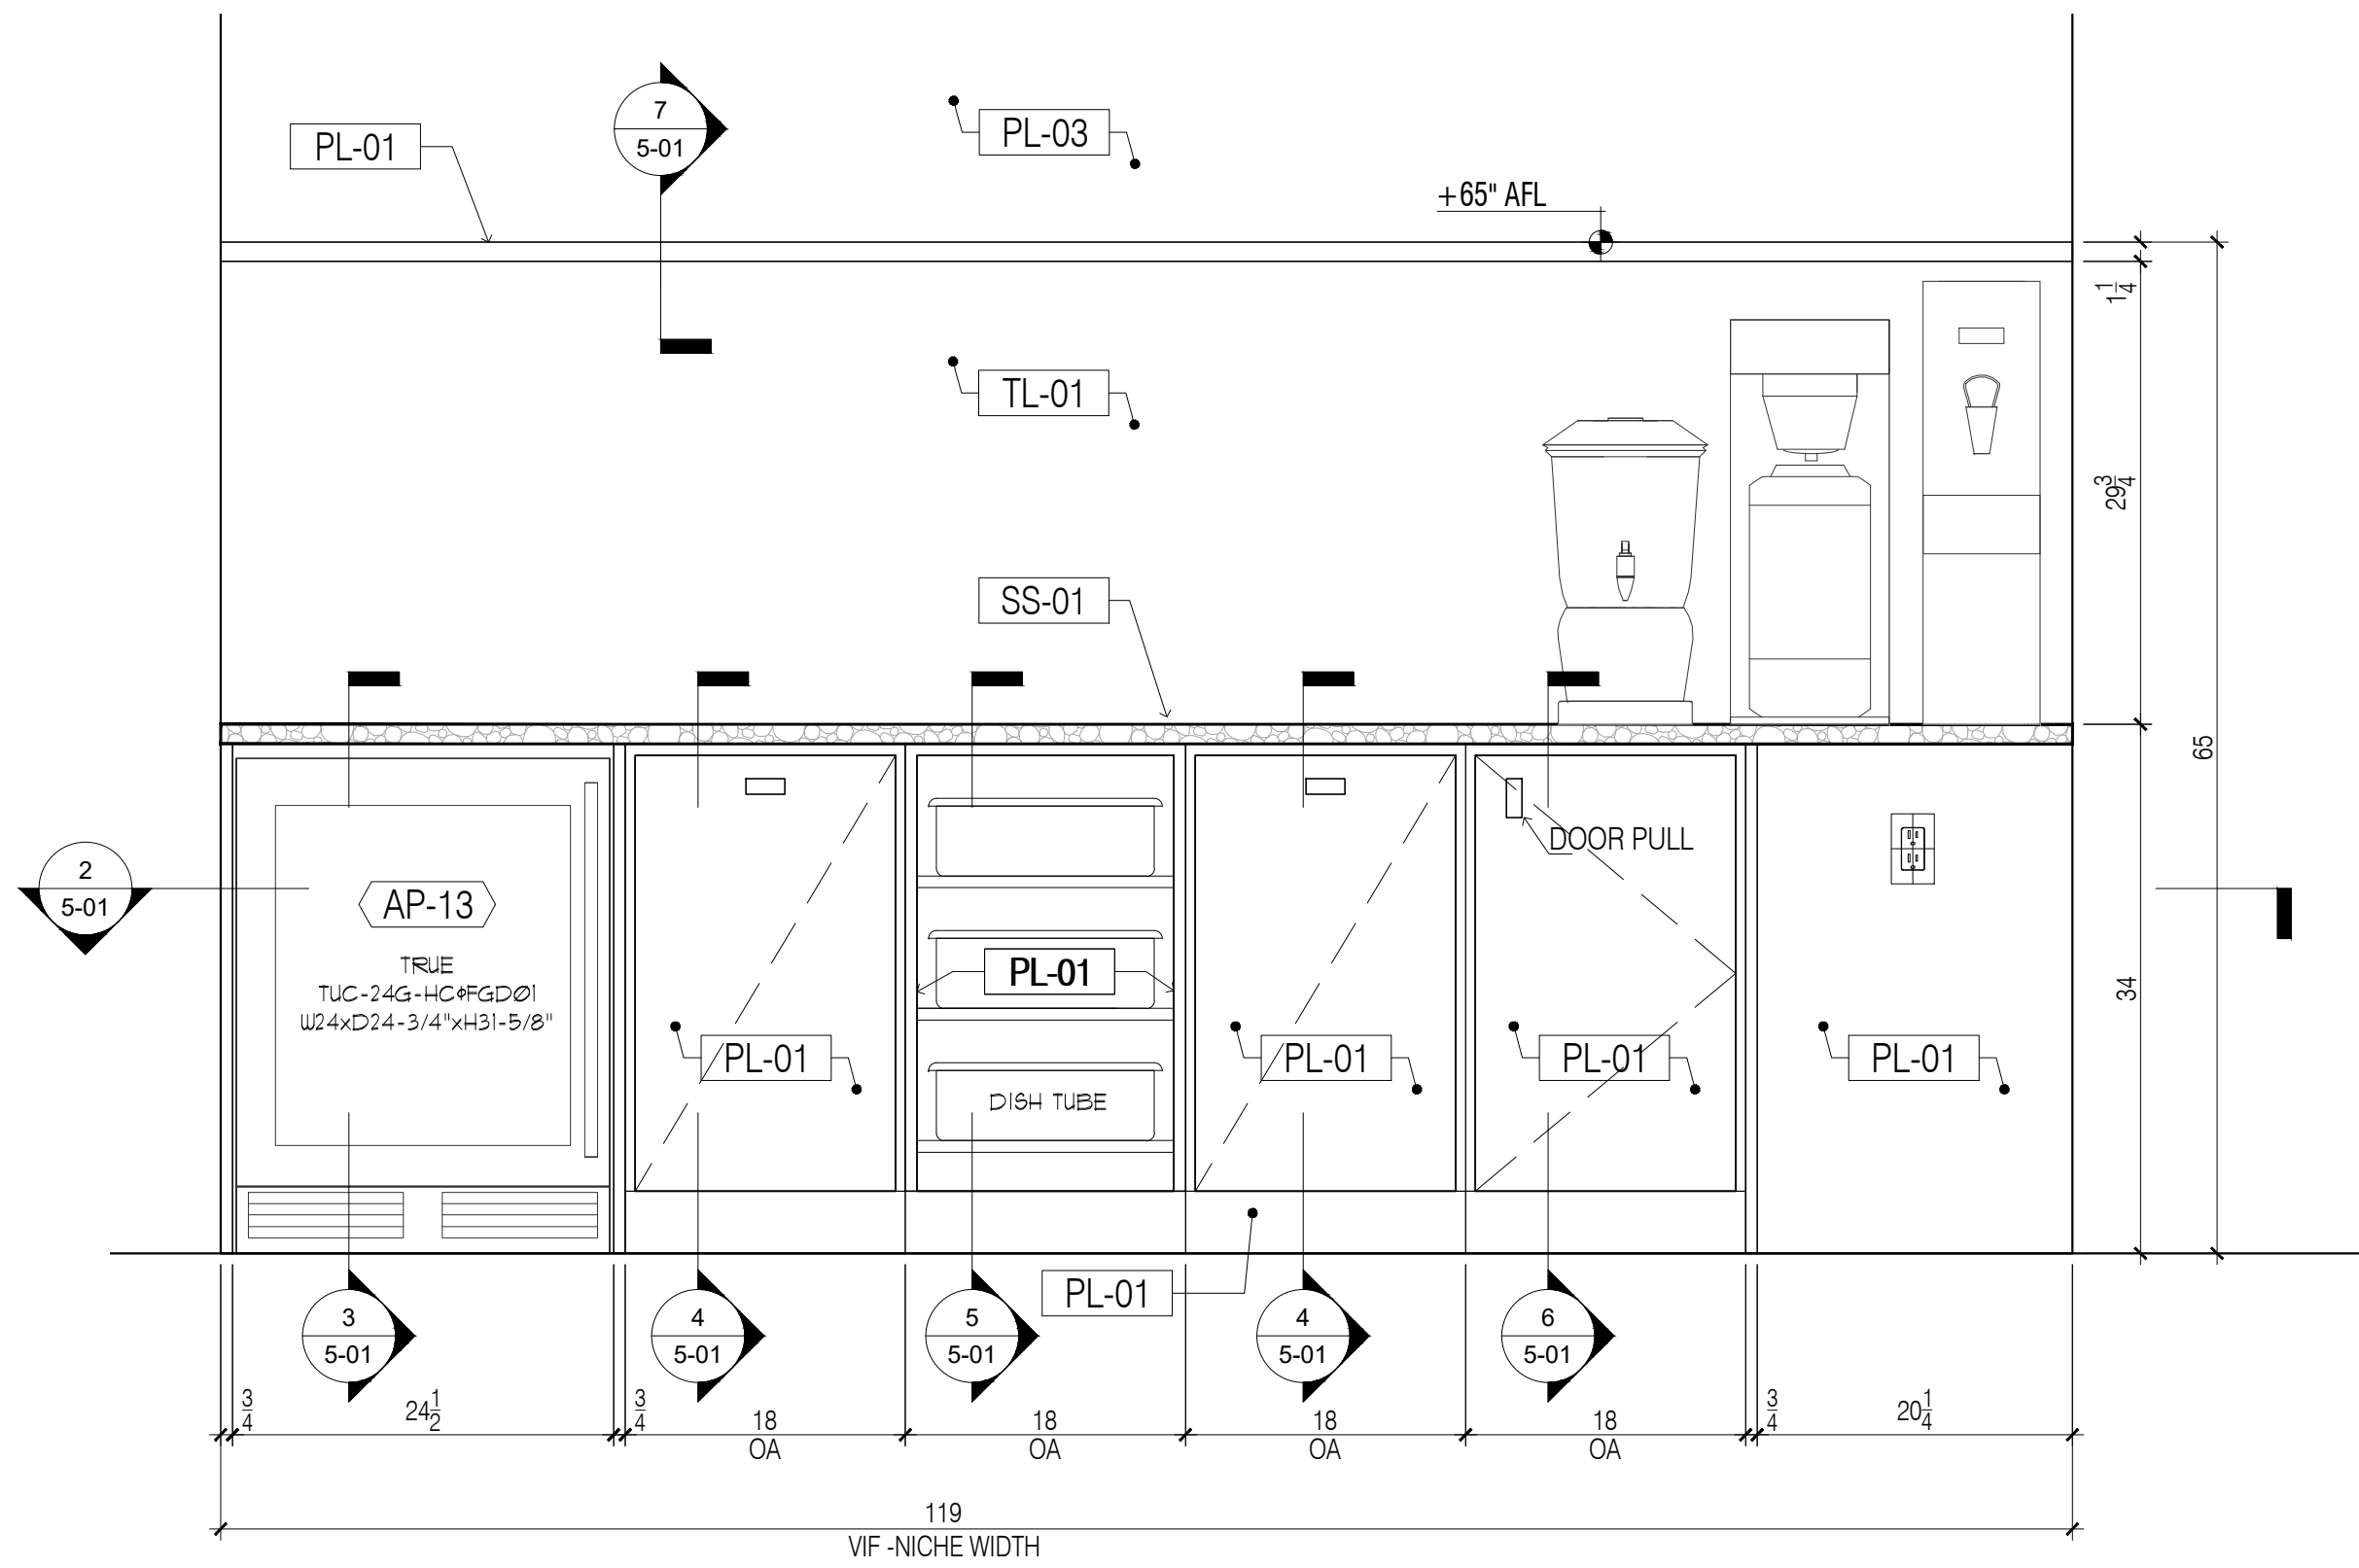 7
5-01
PL-01
PL-03
+65" AFL
1 1/4
TL-01
29 3/4
SS-01
65
DOOR PULL
2
5-01
AP-13
TRUE
TUC-24G-HC~FGD01
W24xD24-3/4"xH31-5/8"
PL-01
34
PL-01
PL-01
PL-01
PL-01
DISH TUBE
PL-01
3
5-01
4
5-01
5
5-01
4
5-01
6
5-01
3/4
24 1/2
3/4
18
OA
18
OA
18
OA
18
OA
3/4
20 1/4
119
VIF -NICHE WIDTH